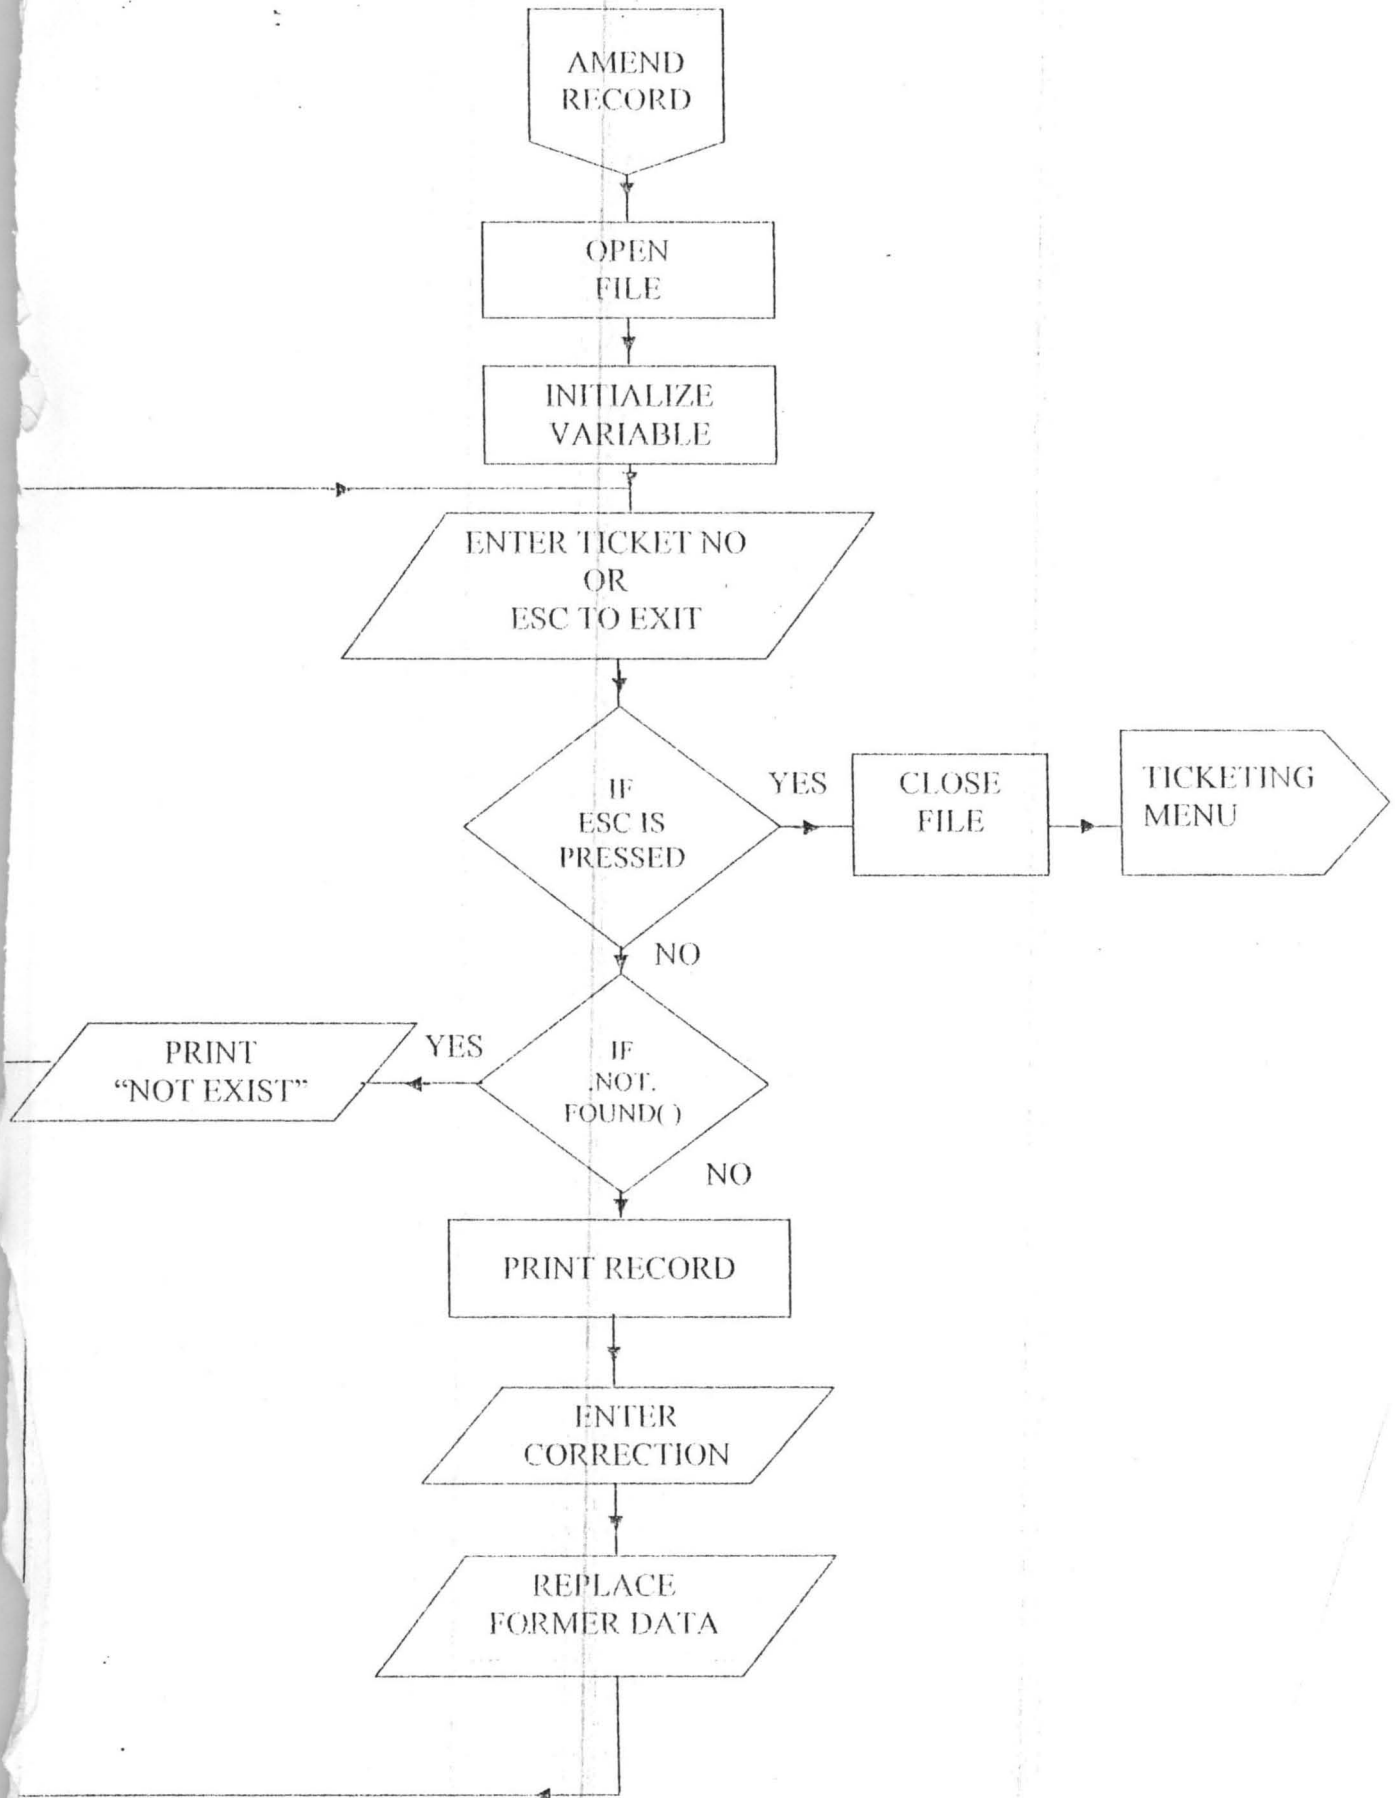 AMEND
RECORD
OPEN
FILE
INITIALIZE
VARIABLE
ENTER TICKET NO
OR
ESC TO EXIT
IF
ESC IS
PRESSED
YES
CLOSE
FILE
TICKETING
MENU
NO
PRINT
“NOT EXIST”
YES
IF
.NOT.
FOUND( )
NO
PRINT RECORD
ENTER
CORRECTION
REPLACE
FORMER DATA